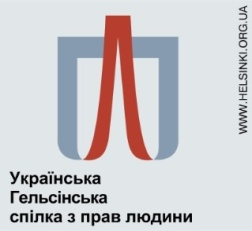 Українська
Гельсінська
спілка з прав людини
WWW.HELSINKI.ORG.UA